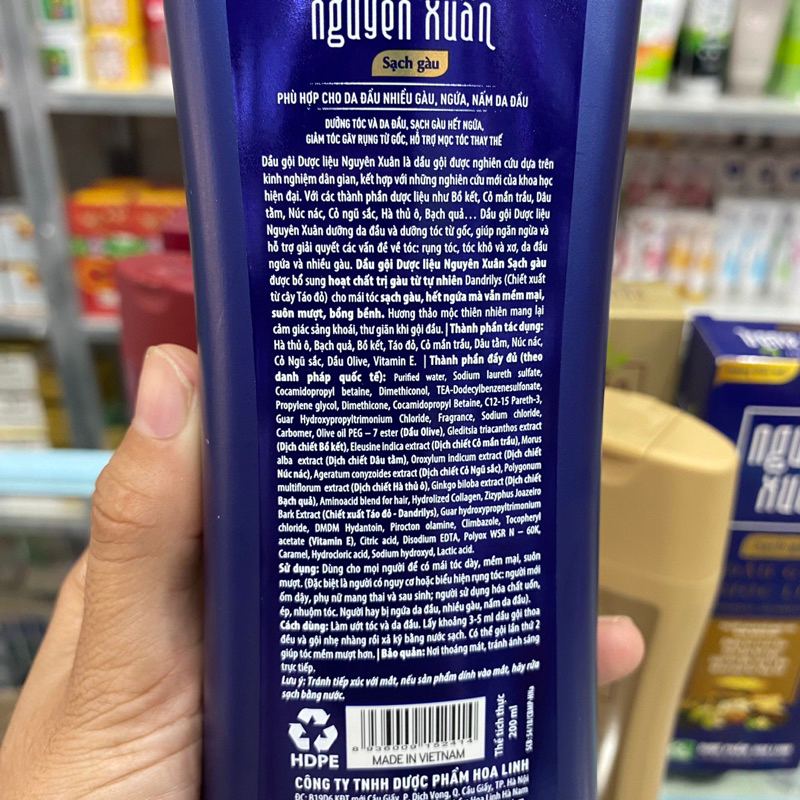 nguyên xuân
Sạch gàu
PHÙ HỢP CHO DA ĐẦU NHIỀU GÀU, NGỨA, NẤM DA ĐẦU
DƯỠNG TÓC VÀ DA ĐẦU, SẠCH GÀU HẾT NGỨA,
GIẢM TÓC GÃY RỤNG TỪ GỐC, HỖ TRỢ MỌC TÓC THAY THẾ
Dầu gội Dược liệu Nguyên Xuân là dầu gội được nghiên cứu dựa trên
kinh nghiệm dân gian, kết hợp với những nghiên cứu mới của khoa học
hiện đại. Với các thành phần dược liệu như Bồ kết, Cỏ mần trầu, Dâu
tằm, Núc nác, Cỏ ngũ sắc, Hà thủ ô, Bạch quả... Dầu gội Dược liệu
Nguyên Xuân dưỡng da đầu và dưỡng tóc từ gốc, giúp ngăn ngừa và
hỗ trợ giải quyết các vấn đề về tóc: rụng tóc, tóc khô và xơ, da đầu
ngứa và nhiều gàu. Dầu gội Dược liệu Nguyên Xuân Sạch gàu
được bổ sung hoạt chất trị gàu từ tự nhiên Dandrilys (Chiết xuất
từ cây Táo đỏ) cho mái tóc sạch gàu, hết ngứa mà vẫn mềm mại,
suôn mượt, bồng bềnh. Hương thảo mộc thiên nhiên mang lại
cảm giác sảng khoái, thư giãn khi gội đầu. | Thành phần tác dụng:
Hà thủ ô, Bạch quả, Bồ kết, Táo đỏ, Cỏ mần trầu, Dâu tằm, Núc nác,
Cỏ Ngũ sắc, Dầu Olive, Vitamin E. | Thành phần đầy đủ (theo
danh pháp quốc tế): Purified water, Sodium laureth sulfate,
Cocamidopropyl betaine, Dimethiconol, TEA-Dodecylbenzenesulfonate,
Propylene glycol, Dimethicone, Cocamidopropyl Betaine, C12-15 Pareth-3,
Guar Hydroxypropyltrimonium Chloride, Fragrance, Sodium chloride,
Carbomer, Olive oil PEG – 7 ester (Dầu Olive), Gleditsia triacanthos extract
(Dịch chiết Bồ kết), Eleusine indica extract (Dịch chiết Cỏ mần trầu), Morus
alba extract (Dịch chiết Dâu tằm), Oroxylum indicum extract (Dịch chiết
Núc nác), Ageratum conyzoides extract (Dịch chiết Cỏ Ngũ sắc), Polygonum
multiflorum extract (Dịch chiết Hà thủ ô), Ginkgo biloba extract (Dịch chiết
Bạch quả), Aminoacid blend for hair, Hydrolized Collagen, Zizyphus Joazeiro
Bark Extract (Chiết xuất Táo đỏ - Dandrilys), Guar hydroxypropyltrimonium
chloride, DMDM Hydantoin, Pirocton olamine, Climbazole, Tocopheryl
acetate (Vitamin E), Citric acid, Disodium EDTA, Polyox WSR N – 60K,
Caramel, Hydrocloric acid, Sodium hydroxyd, Lactic acid.
Sử dụng: Dùng cho mọi người để có mái tóc dày, mềm mại, suôn
mượt. (Đặc biệt là người có nguy cơ hoặc biểu hiện rụng tóc: người mới
ốm dậy, phụ nữ mang thai và sau sinh; người sử dụng hóa chất uốn,
ép, nhuộm tóc. Người hay bị ngứa da đầu, nhiều gàu, nấm da đầu).
Cách dùng: Làm ướt tóc và da đầu. Lấy khoảng 3-5 ml dầu gội thoa
đều và gội nhẹ nhàng rồi xả kỹ bằng nước sạch. Có thể gội lần thứ 2
giúp tóc mềm mượt hơn. | Bảo quản: Nơi thoáng mát, tránh ánh sáng
trực tiếp.
Lưu ý: Tránh tiếp xúc với mắt, nếu sản phẩm dính vào mắt, hãy rửa
sạch bằng nước.
HDPE
8 936009 152414
MADE IN VIETNAM
Thể tích thực
200 ml
CÔNG TY TNHH DƯỢC PHẨM HOA LINH
ĐC: B19D6 KĐT mới Cầu Giấy, P. Dịch Vọng, Q. Cầu Giấy, TP. Hà Nội